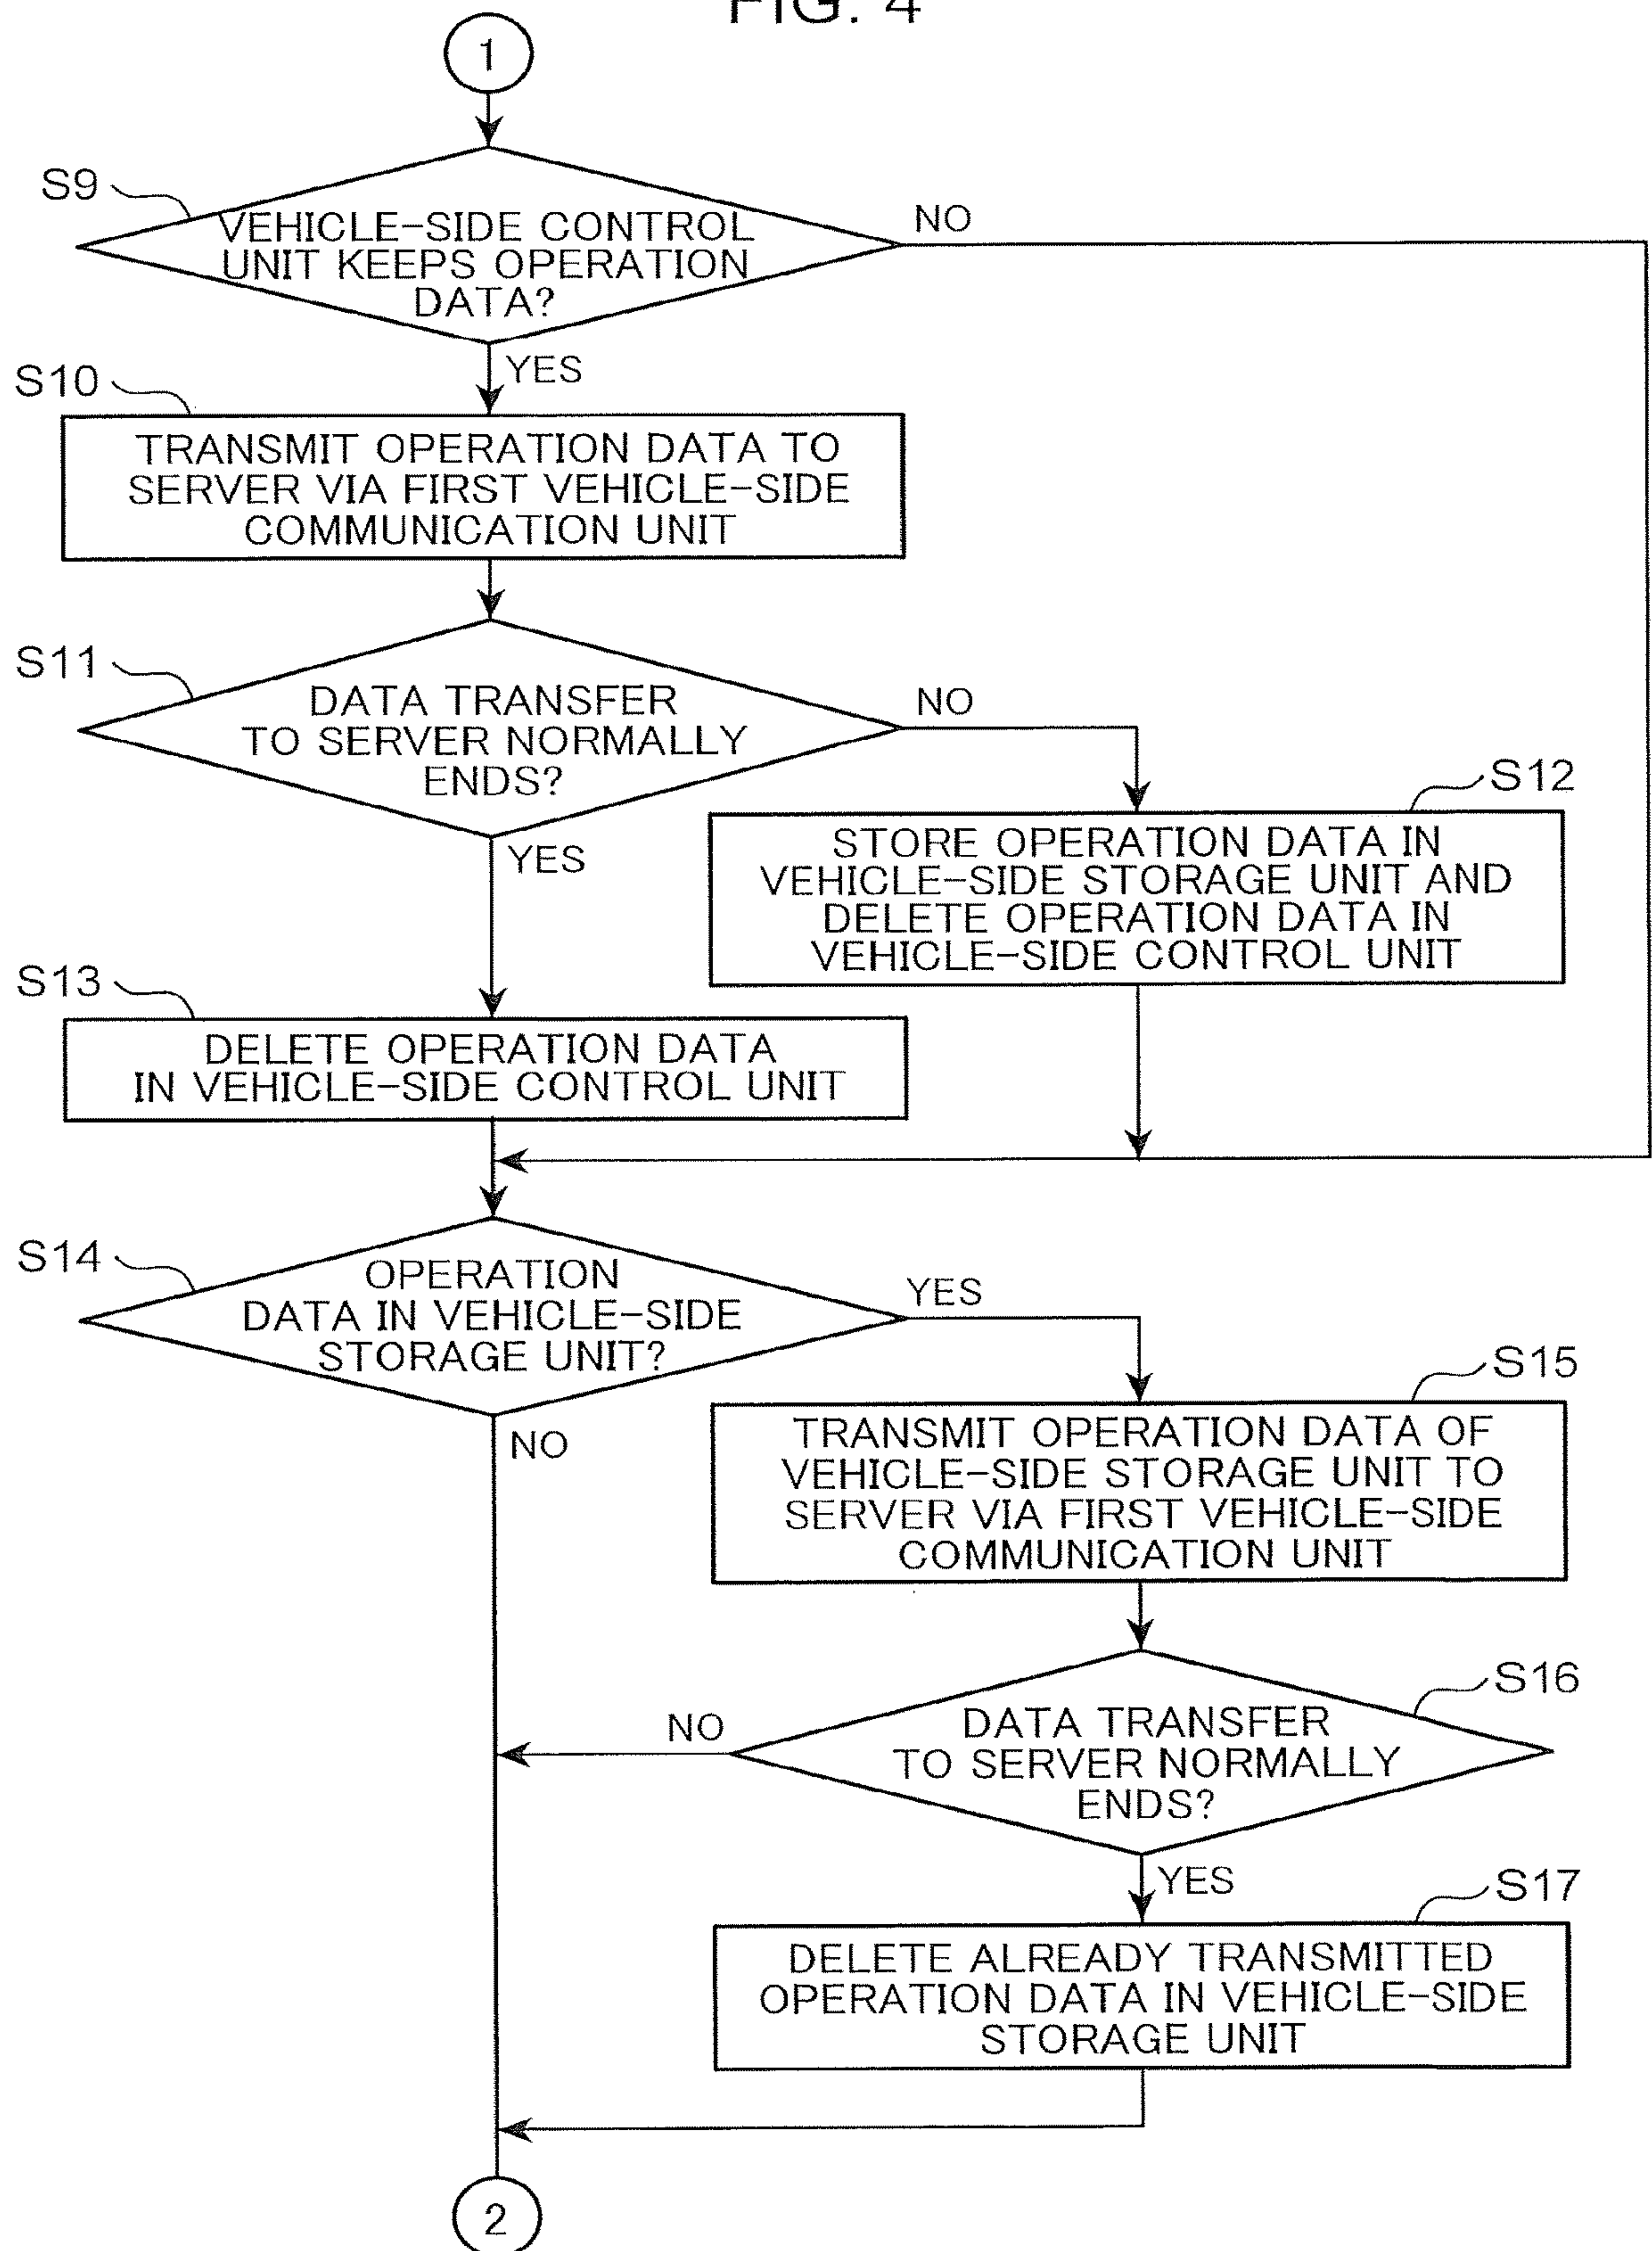 FIG. 4
1
S9
VEHICLE-SIDE CONTROL
UNIT KEEPS OPERATION
DATA?
NO
YES
S10
TRANSMIT OPERATION DATA TO
SERVER VIA FIRST VEHICLE-SIDE
COMMUNICATION UNIT
S11
DATA TRANSFER
TO SERVER NORMALLY
ENDS?
NO
YES
S12
STORE OPERATION DATA IN
VEHICLE-SIDE STORAGE UNIT AND
DELETE OPERATION DATA IN
VEHICLE-SIDE CONTROL UNIT
S13
DELETE OPERATION DATA
IN VEHICLE-SIDE CONTROL UNIT
S14
OPERATION
DATA IN VEHICLE-SIDE
STORAGE UNIT?
YES
NO
S15
TRANSMIT OPERATION DATA OF
VEHICLE-SIDE STORAGE UNIT TO
SERVER VIA FIRST VEHICLE-SIDE
COMMUNICATION UNIT
S16
DATA TRANSFER
TO SERVER NORMALLY
ENDS?
NO
YES
S17
DELETE ALREADY TRANSMITTED
OPERATION DATA IN VEHICLE-SIDE
STORAGE UNIT
2